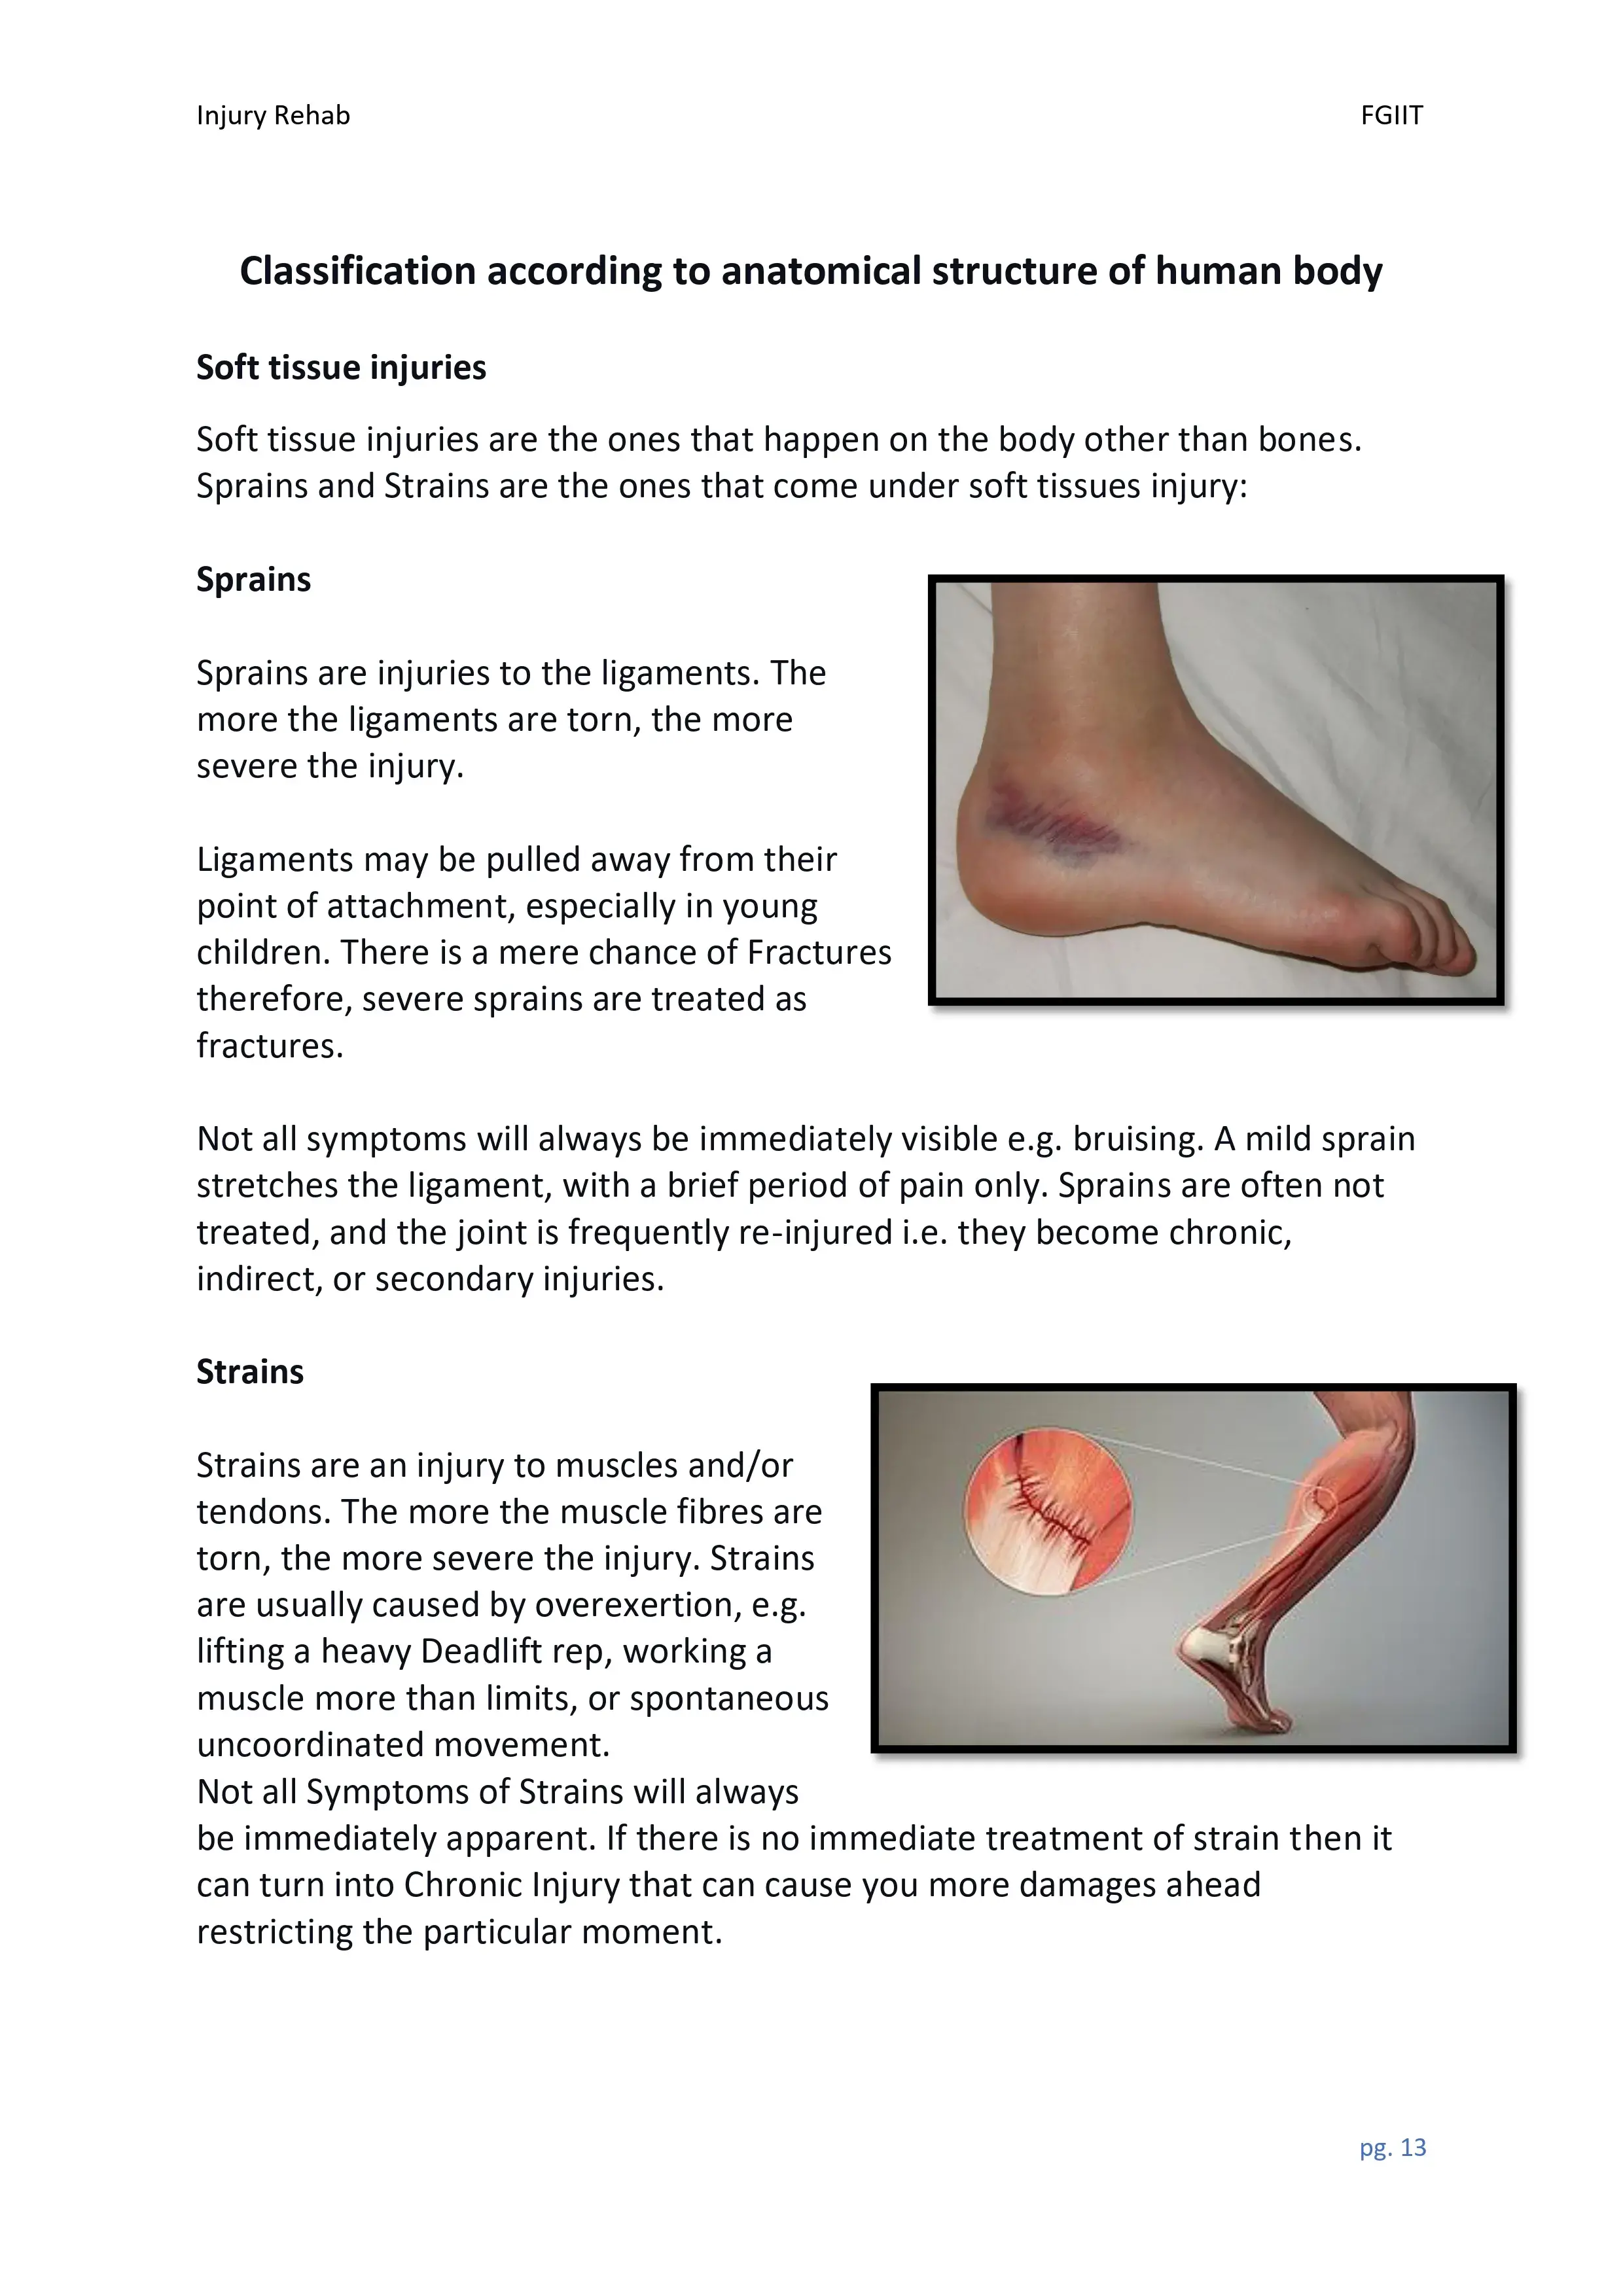 Injury Rehab FGIIT
Classification according to anatomical structure of human body
Soft tissue injuries
Soft tissue injuries are the ones that happen on the body other than bones.
Sprains and Strains are the ones that come under soft tissues injury:
Sprains
Sprains are injuries to the ligaments. The
more the ligaments are torn, the more
severe the injury.
Ligaments may be pulled away from their
point of attachment, especially in young
children. There is a mere chance of Fractures
therefore, severe sprains are treated as
fractures.
Not all symptoms will always be immediately visible e.g. bruising. A mild sprain
stretches the ligament, with a brief period of pain only. Sprains are often not
treated, and the joint is frequently re-injured i.e. they become chronic,
indirect, or secondary injuries.
Strains
Strains are an injury to muscles and/or
tendons. The more the muscle fibres are
torn, the more severe the injury. Strains
are usually caused by overexertion, e.g.
lifting a heavy Deadlift rep, working a
muscle more than limits, or spontaneous
uncoordinated movement.
Not all Symptoms of Strains will always
be immediately apparent. If there is no immediate treatment of strain then it
can turn into Chronic Injury that can cause you more damages ahead
restricting the particular moment.
pg. 13